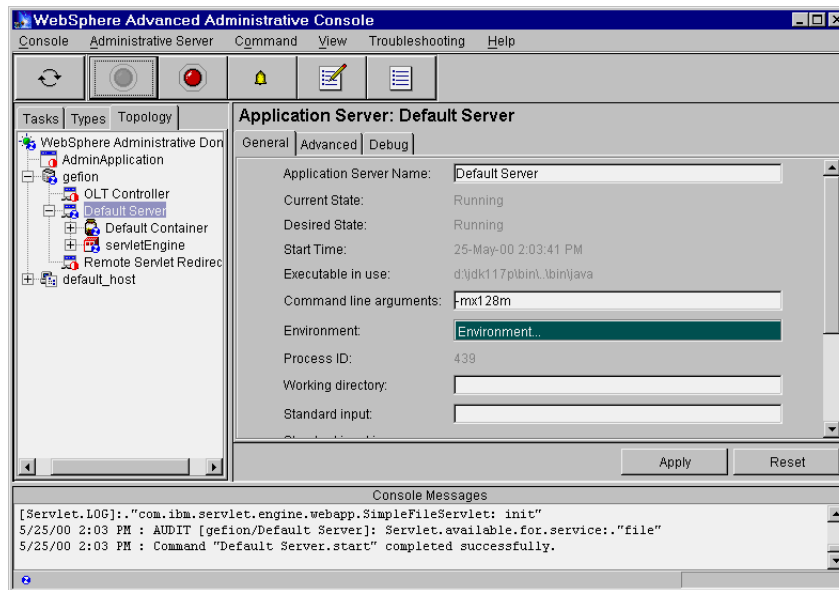 WebSphere Advanced Administrative Console
Console Administrative Server Command View Troubleshooting Help
Tasks Types Topology
WebSphere Administrative Don
AdminApplication
gefion
OLT Controller
Default Server
Default Container
servletEngine
Remote Servlet Redirec
default_host
Application Server: Default Server
General Advanced Debug
Application Server Name: Default Server
Current State: Running
Desired State: Running
Start Time: 25-May-00 2:03:41 PM
Executable in use: d:\jdk117p\bin\..\bin\java
Command line arguments: -mx128m
Environment: Environment...
Process ID: 439
Working directory:
Standard input:
Apply Reset
Console Messages
[Servlet.LOG]:."com.ibm.servlet.engine.webapp.SimpleFileServlet: init"
5/25/00 2:03 PM : AUDIT [gefion/Default Server]: Servlet.available.for.service:."file"
5/25/00 2:03 PM : Command "Default Server.start" completed successfully.